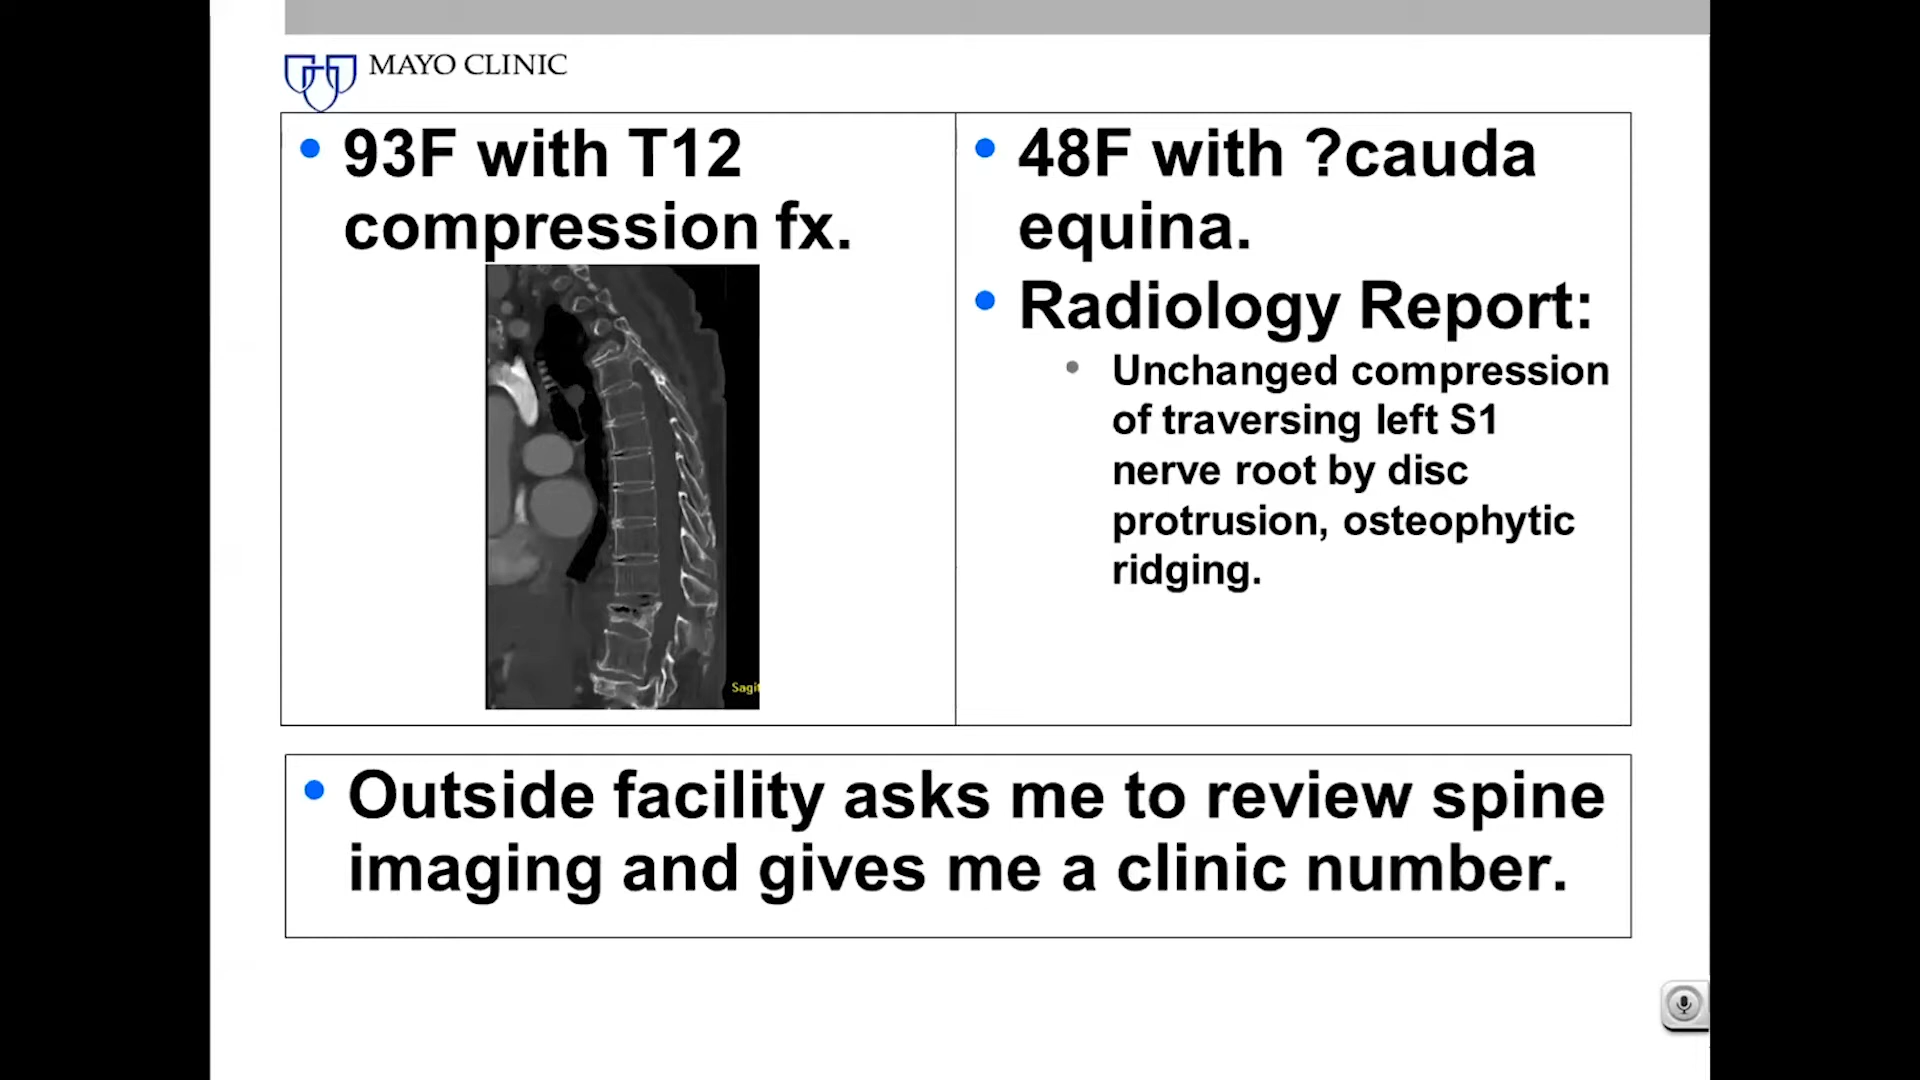 MAYO CLINIC
• 93F with T12
compression fx.
Sagit
• 48F with ?cauda
equina.
• Radiology Report:
• Unchanged compression
of traversing left S1
nerve root by disc
protrusion, osteophytic
ridging.
• Outside facility asks me to review spine
imaging and gives me a clinic number.